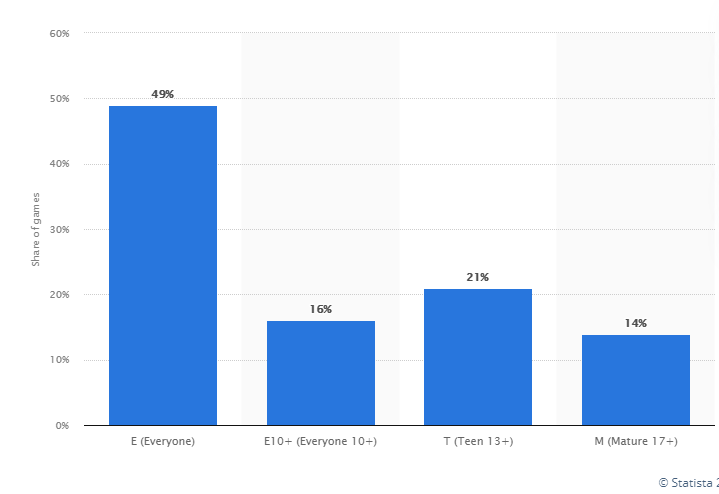 60%
50%
40%
30%
20%
10%
0%
Share of games
49%
16%
21%
14%
E (Everyone)
E10+ (Everyone 10+)
T (Teen 13+)
M (Mature 17+)
© Statista 2